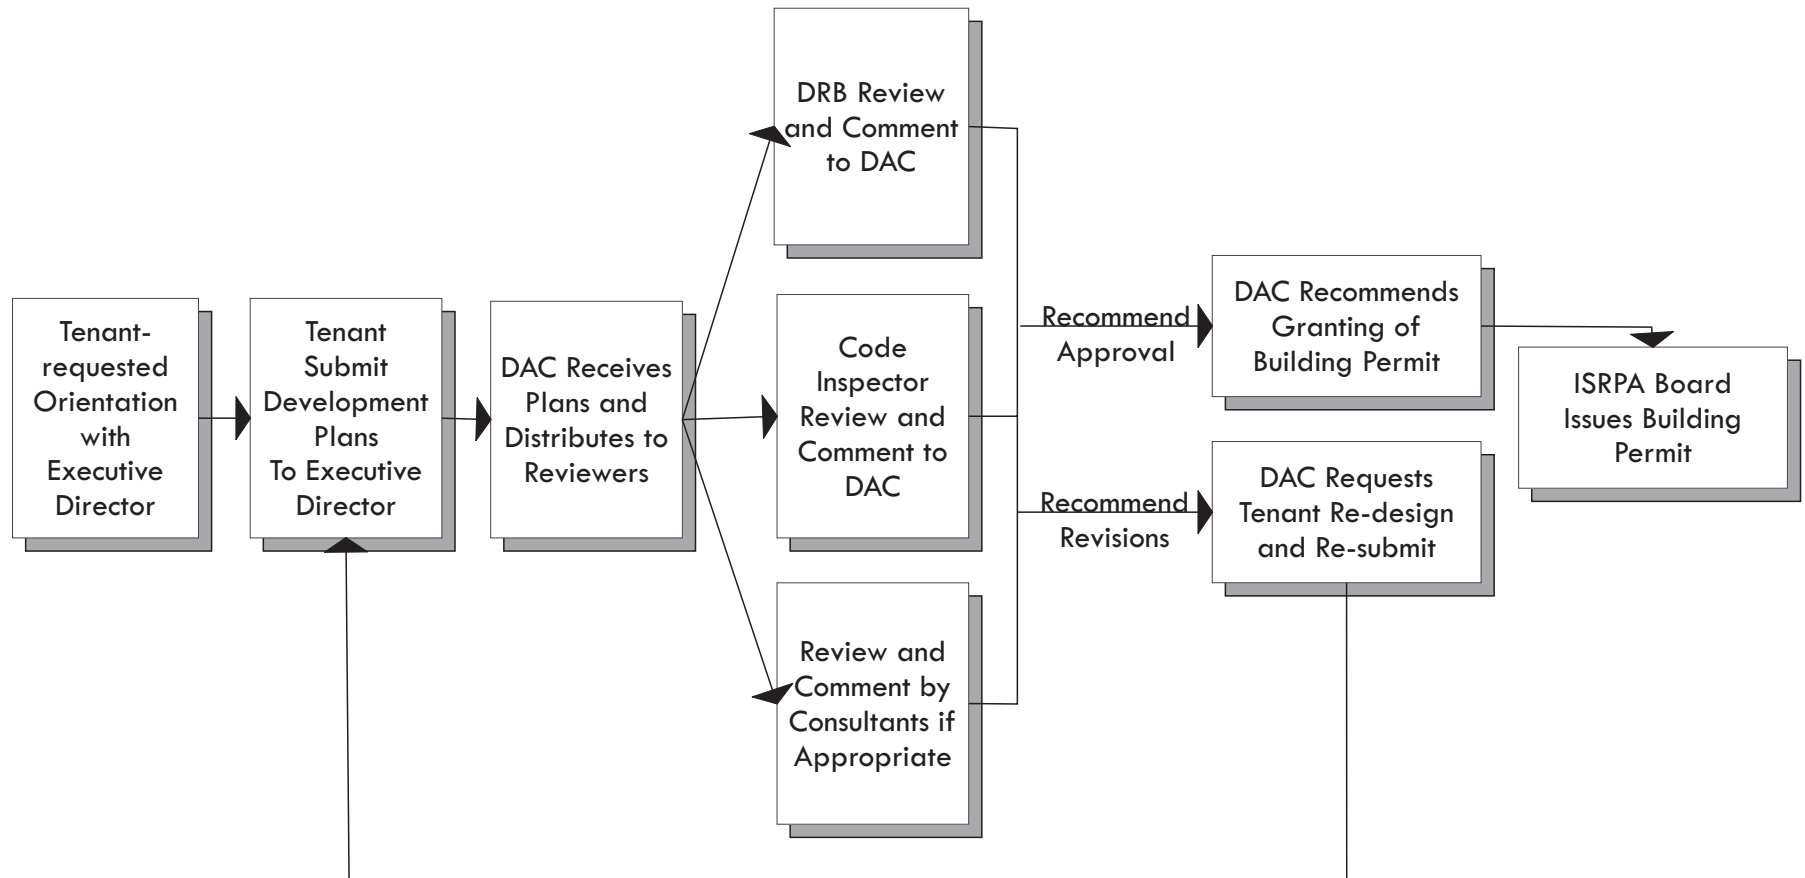 Tenant-
requested
Orientation
with
Executive
Director
Tenant
Submit
Development
Plans
To Executive
Director
DAC Receives
Plans and
Distributes to
Reviewers
DRB Review
and Comment
to DAC
Code
Inspector
Review and
Comment to
DAC
Review and
Comment by
Consultants if
Appropriate
Recommend
Approval
Recommend
Revisions
DAC Recommends
Granting of
Building Permit
DAC Requests
Tenant Re-design
and Re-submit
ISRPA Board
Issues Building
Permit